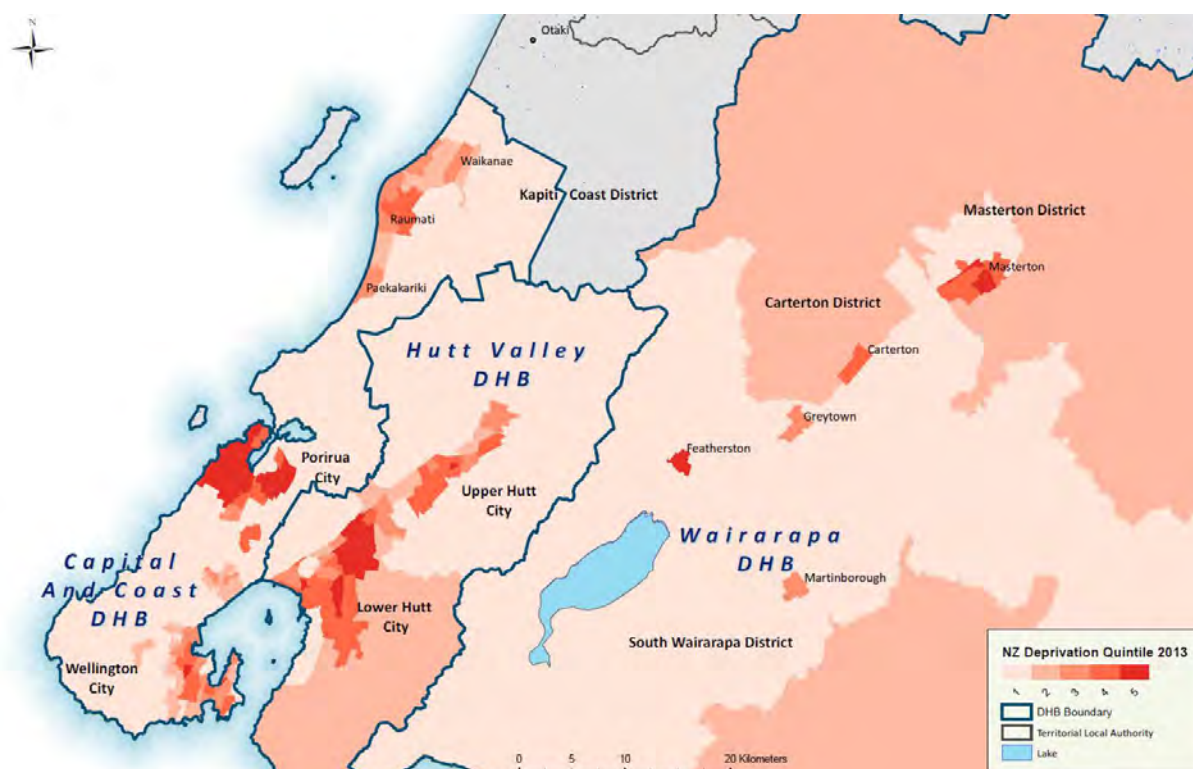 N
Otaki
Waikanae
Kapiti Coast District
Raumati
Masterton District
Masterton
Paekakariki
Carterton District
Hutt Valley
DHB
Carterton
Greytown
Featherston
Porirua
City
Upper Hutt
City
Wairarapa
DHB
Capital
And Coast
DHB
Martinborough
Lower Hutt
City
South Wairarapa District
Wellington
City
NZ Deprivation Quintile 2013
1 2 3 4 5
DHB Boundary
Territorial Local Authority
Lake
0 5 10 20 Kilometers